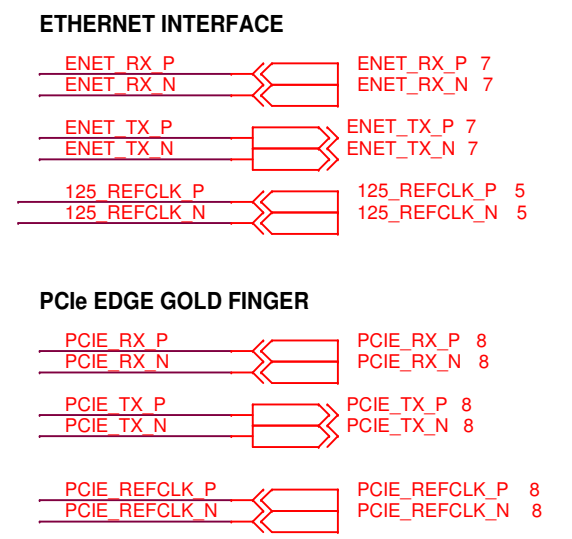 ETHERNET INTERFACE
ENET_RX_P ENET_RX_P 7
ENET_RX_N ENET_RX_N 7
ENET_TX_P ENET_TX_P 7
ENET_TX_N ENET_TX_N 7
125_REFCLK_P 125_REFCLK_P 5
125_REFCLK_N 125_REFCLK_N 5
PCIe EDGE GOLD FINGER
PCIE_RX_P PCIE_RX_P 8
PCIE_RX_N PCIE_RX_N 8
PCIE_TX_P PCIE_TX_P 8
PCIE_TX_N PCIE_TX_N 8
PCIE_REFCLK_P PCIE_REFCLK_P 8
PCIE_REFCLK_N PCIE_REFCLK_N 8